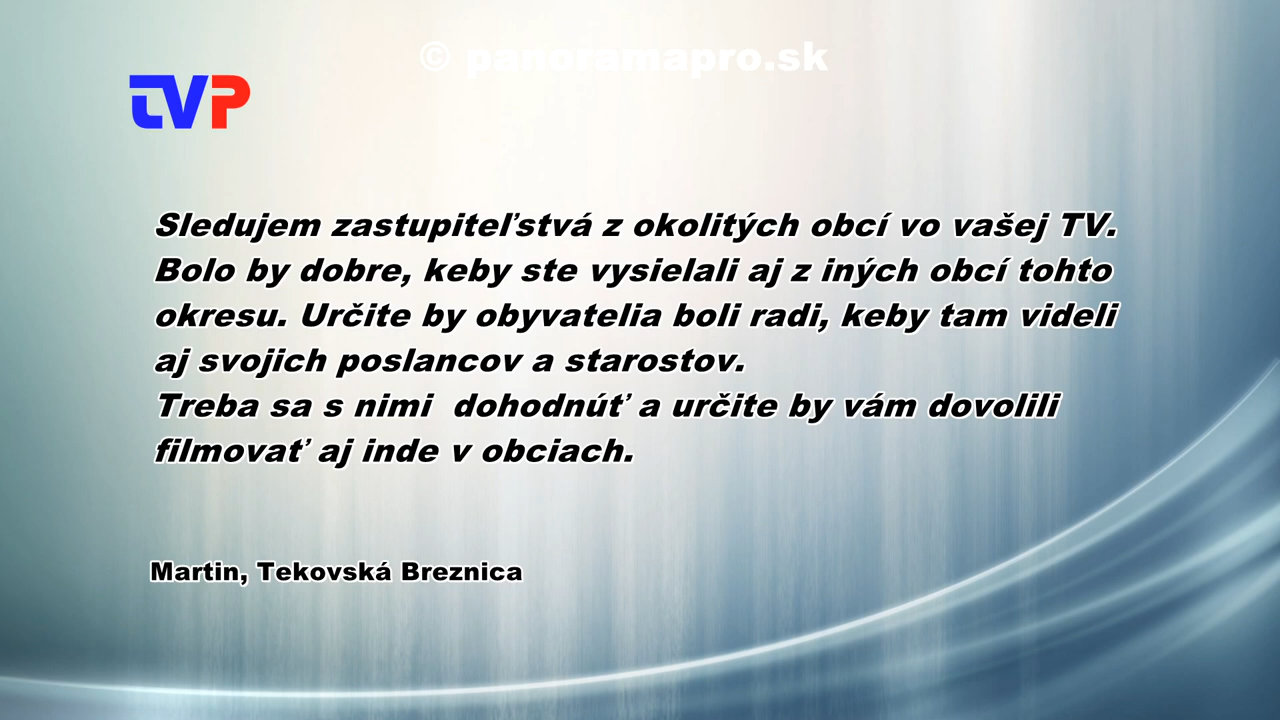 © panoramapro.sk
TVP
Sledujem zastupiteľstvá z okolitých obcí vo vašej TV.
Bolo by dobre, keby ste vysielali aj z iných obcí tohto
okresu. Určite by obyvatelia boli radi, keby tam videli
aj svojich poslancov a starostov.
Treba sa s nimi  dohodnúť a určite by vám dovolili
filmovať aj inde v obciach.
Martin, Tekovská Breznica